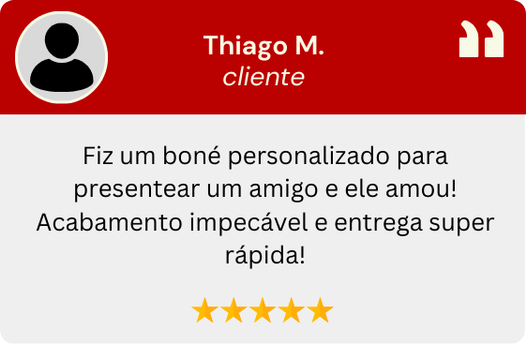 Thiago M.
cliente
Fiz um boné personalizado para
presentear um amigo e ele amou!
Acabamento impecável e entrega super
rápida!